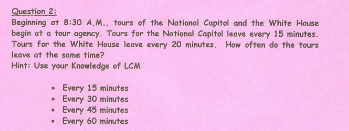 Question 2:
Beginning at 8:30 A.M., tours of the National Capitol and the White House
begin at a tour agency. Tours for the National Capitol leave every 15 minutes.
Tours for the White House leave every 20 minutes. How often do the tours
leave at the same time?
Hint: Use your Knowledge of LCM
• Every 15 minutes
• Every 30 minutes
• Every 45 minutes
• Every 60 minutes